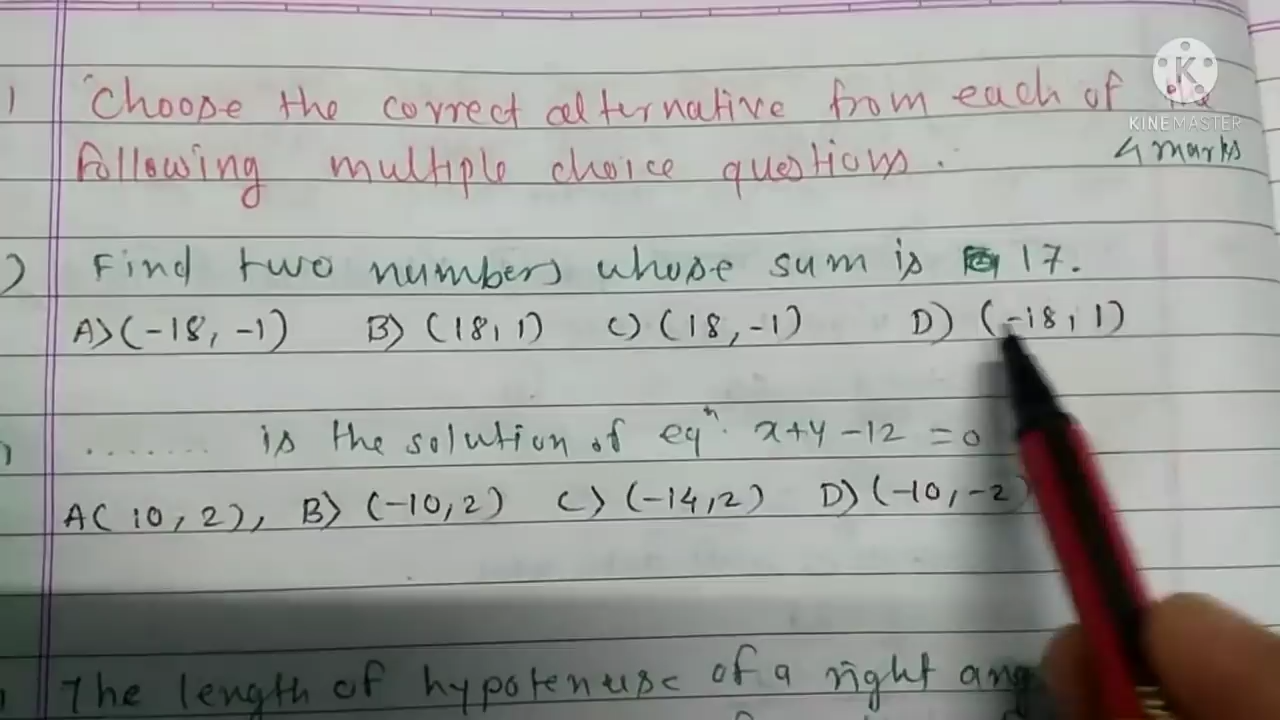 1 Choose the correct alternative from each of the
KINEMASTER
following multiple choice questions.
4 marks
) Find two numbers whose sum is 17.
A) (-18, -1) B) (18, 1) C) (18, -1) D) (-18, 1)
) ........ is the solution of eqⁿ. x+y-12=0
A( 10, 2), B) (-10, 2) C) (-14, 2) D) (-10, -2)
The length of hypotenuse of a right